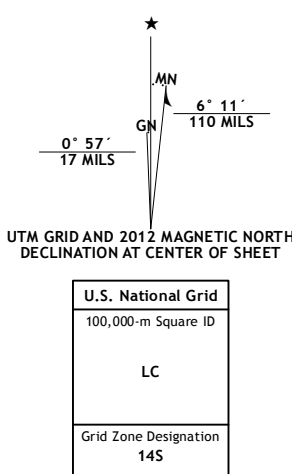 ★
MN
GN
6° 11´
110 MILS
0° 57´
17 MILS
UTM GRID AND 2012 MAGNETIC NORTH
DECLINATION AT CENTER OF SHEET
U.S. National Grid
100,000-m Square ID
LC
Grid Zone Designation
14S